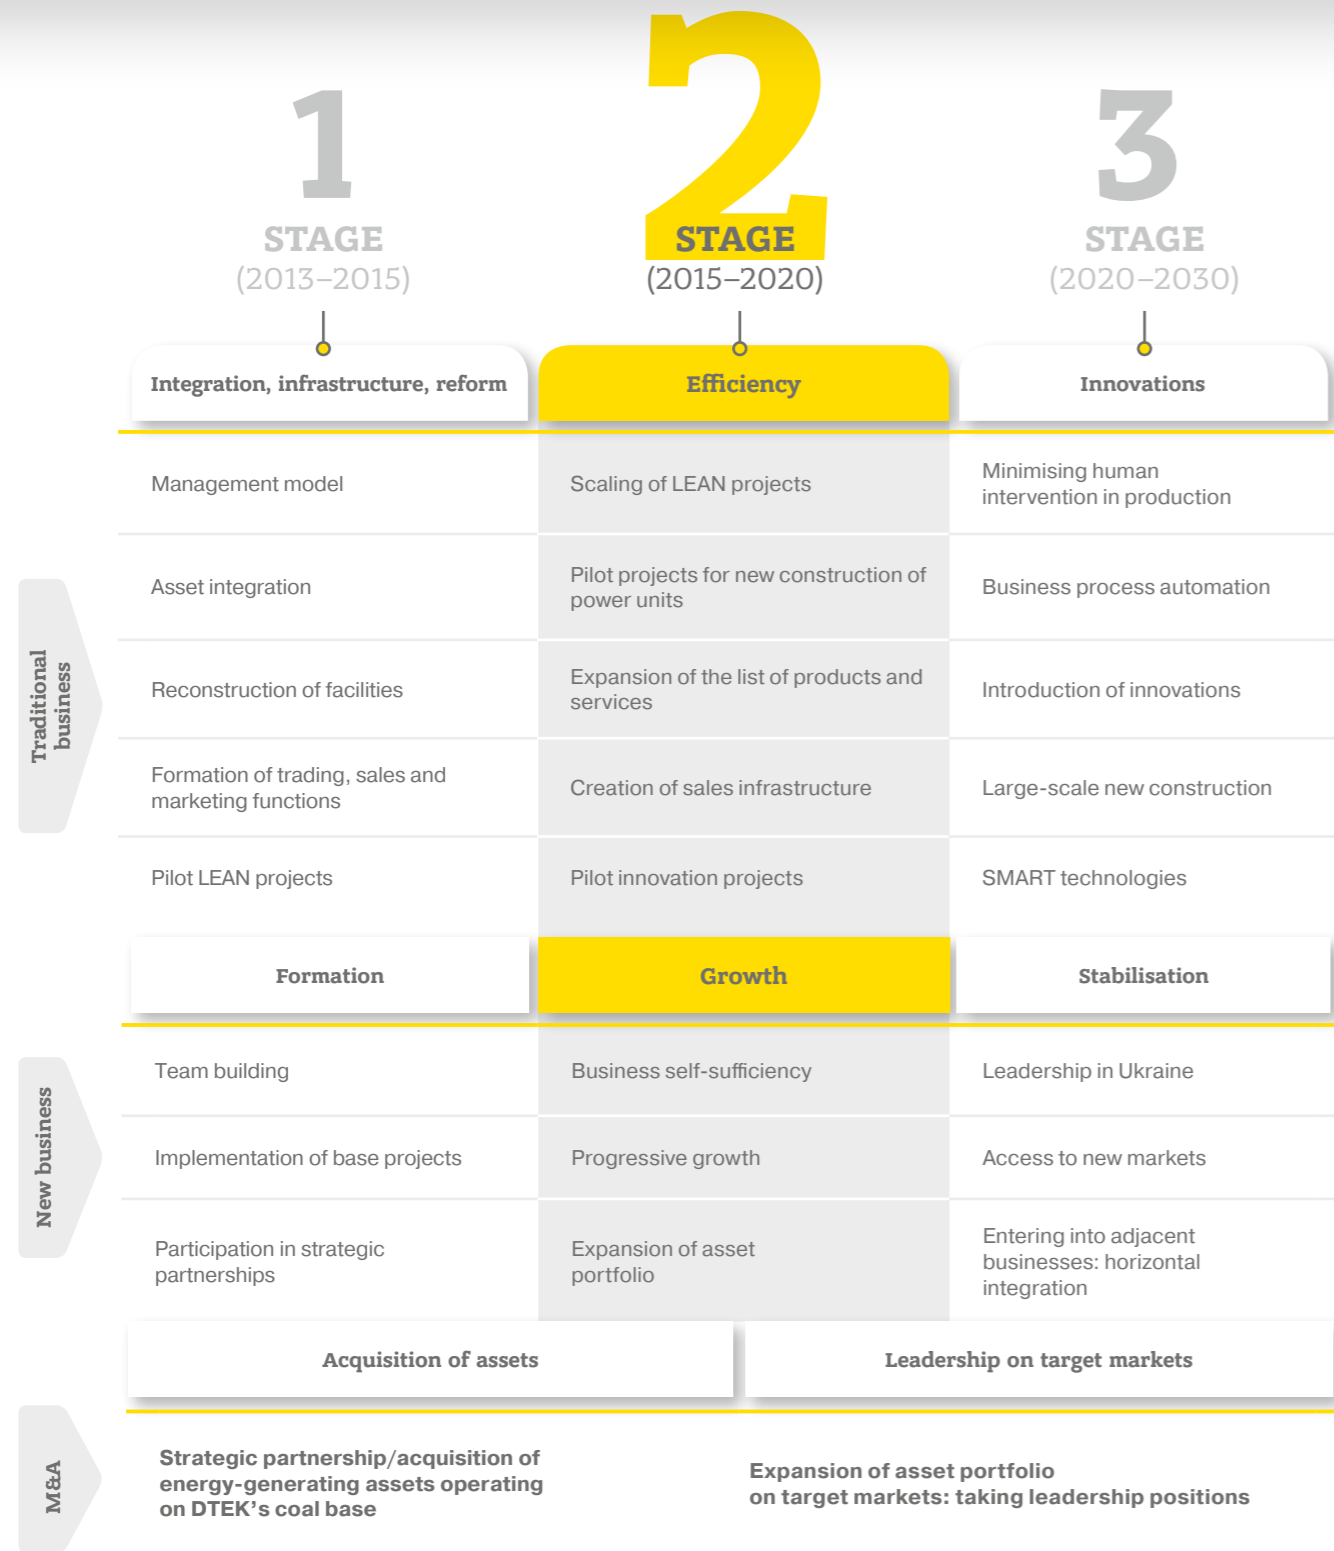 1
STAGE
(2013–2015)
2
STAGE
(2015–2020)
3
STAGE
(2020–2030)
Integration, infrastructure, reform
Efficiency
Innovations
Traditional
business
Management model
Scaling of LEAN projects
Minimising human
intervention in production
Asset integration
Pilot projects for new construction of
power units
Business process automation
Reconstruction of facilities
Expansion of the list of products and
services
Introduction of innovations
Formation of trading, sales and
marketing functions
Creation of sales infrastructure
Large-scale new construction
Pilot LEAN projects
Pilot innovation projects
SMART technologies
Formation
Growth
Stabilisation
New business
Team building
Business self-sufficiency
Leadership in Ukraine
Implementation of base projects
Progressive growth
Access to new markets
Participation in strategic
partnerships
Expansion of asset
portfolio
Entering into adjacent
businesses: horizontal
integration
Acquisition of assets
Leadership on target markets
M&A
Strategic partnership/acquisition of
energy-generating assets operating
on DTEK's coal base
Expansion of asset portfolio
on target markets: taking leadership positions